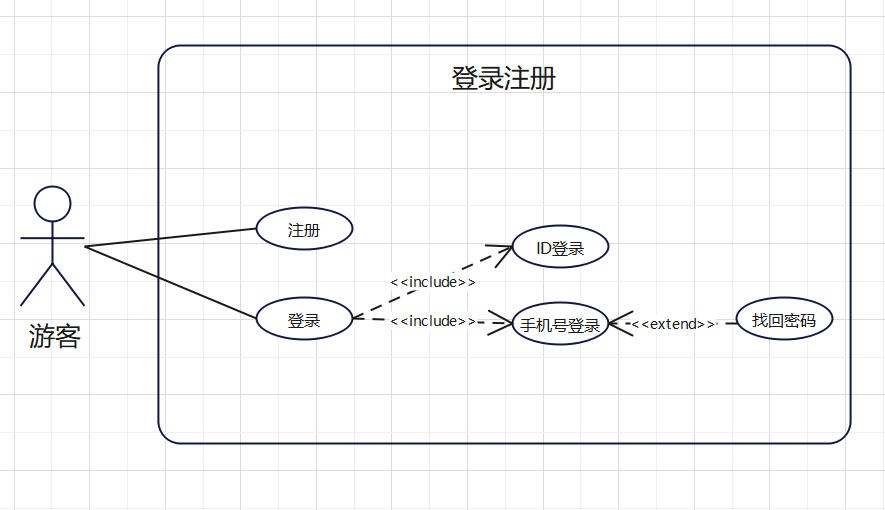 登录注册
注册
ID登录
<<include>>
登录
<<include>>
手机号登录
<<extend>>
找回密码
游客